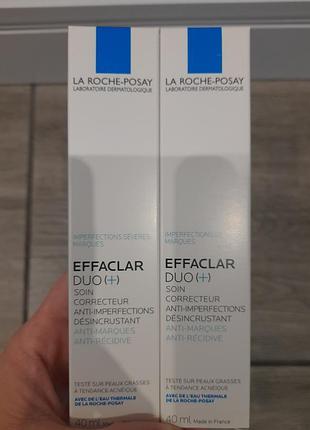 LA ROCHE-POSAY
LABORATOIRE DERMATOLOGIQUE
IMPERFECTIONS SÉVÈRES
MARQUES
EFFACLAR
DUO(+)
SOIN
CORRECTEUR
ANTI-IMPERFECTIONS
DÉSINCRUSTANT
ANTI-MARQUES
ANTI-RÉCIDIVE
TESTÉ SUR PEAUX GRASSES
À TENDANCE ACNÉIQUE
AVEC DE L'EAU THERMALE
DE LA ROCHE-POSAY
40 ml
LA ROCHE-POSAY
LABORATOIRE DERMATOLOGIQUE
IMPERFECTIONS
MARQUES
EFFACLAR
DUO(+)
SOIN
CORRECTEUR
ANTI-IMPERFECTIONS
DÉSINCRUSTANT
ANTI-MARQUES
ANTI-RÉCIDIVE
TESTÉ SUR PEAUX GRASSES
À TENDANCE ACNÉIQUE
AVEC DE L'EAU THERMALE
DE LA ROCHE-POSAY
40 ml Made in France